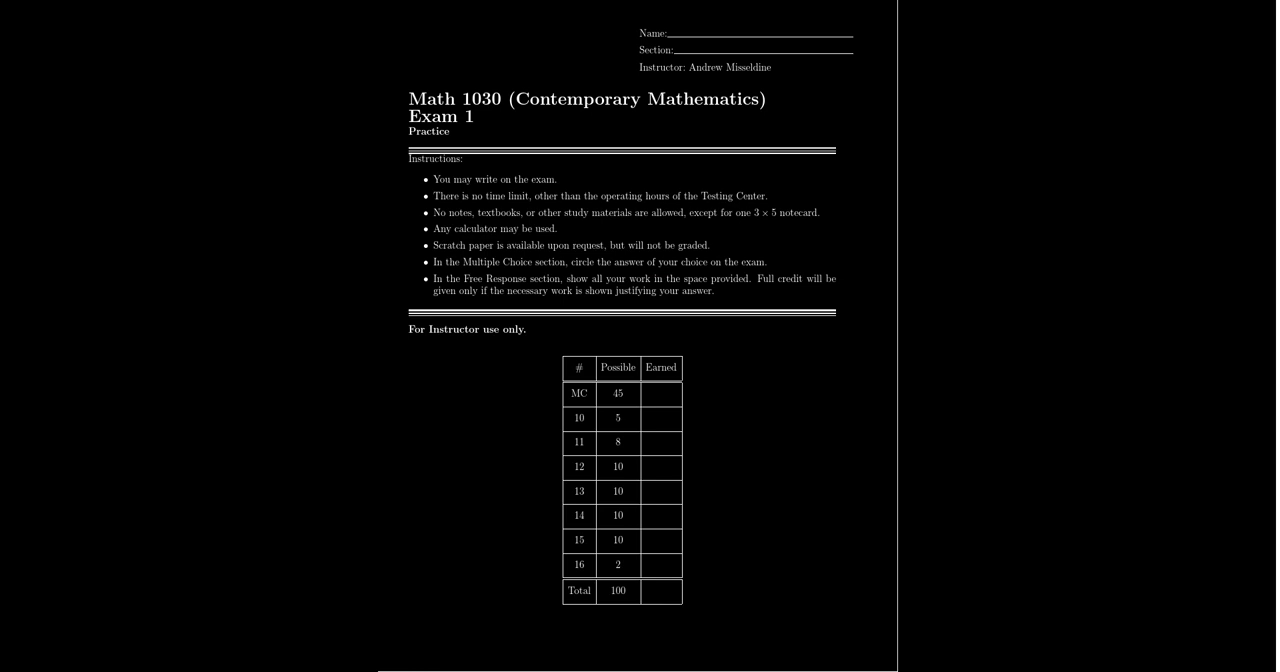 Name:
Section:
Instructor: Andrew Misseldine
Math 1030 (Contemporary Mathematics)
Exam 1
Practice
Instructions:
• You may write on the exam.
• There is no time limit, other than the operating hours of the Testing Center.
• No notes, textbooks, or other study materials are allowed, except for one 3 × 5 notecard.
• Any calculator may be used.
• Scratch paper is available upon request, but will not be graded.
• In the Multiple Choice section, circle the answer of your choice on the exam.
• In the Free Response section, show all your work in the space provided. Full credit will be
given only if the necessary work is shown justifying your answer.
For Instructor use only.
# Possible Earned
MC 45
10 5
11 8
12 10
13 10
14 10
15 10
16 2
Total 100